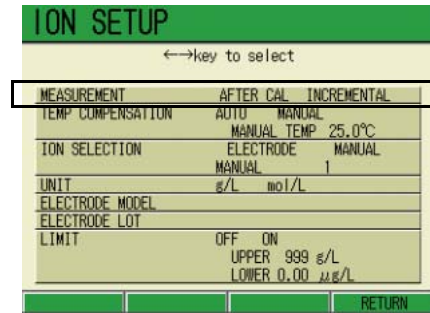 ION SETUP
←→key to select
MEASUREMENT AFTER CAL INCREMENTAL
TEMP COMPENSATION AUTO MANUAL
MANUAL TEMP 25.0°C
ION SELECTION ELECTRODE MANUAL
MANUAL 1
UNIT g/L mol/L
ELECTRODE MODEL
ELECTRODE LOT
LIMIT OFF ON
UPPER 999 g/L
LOWER 0.00 μg/L
RETURN